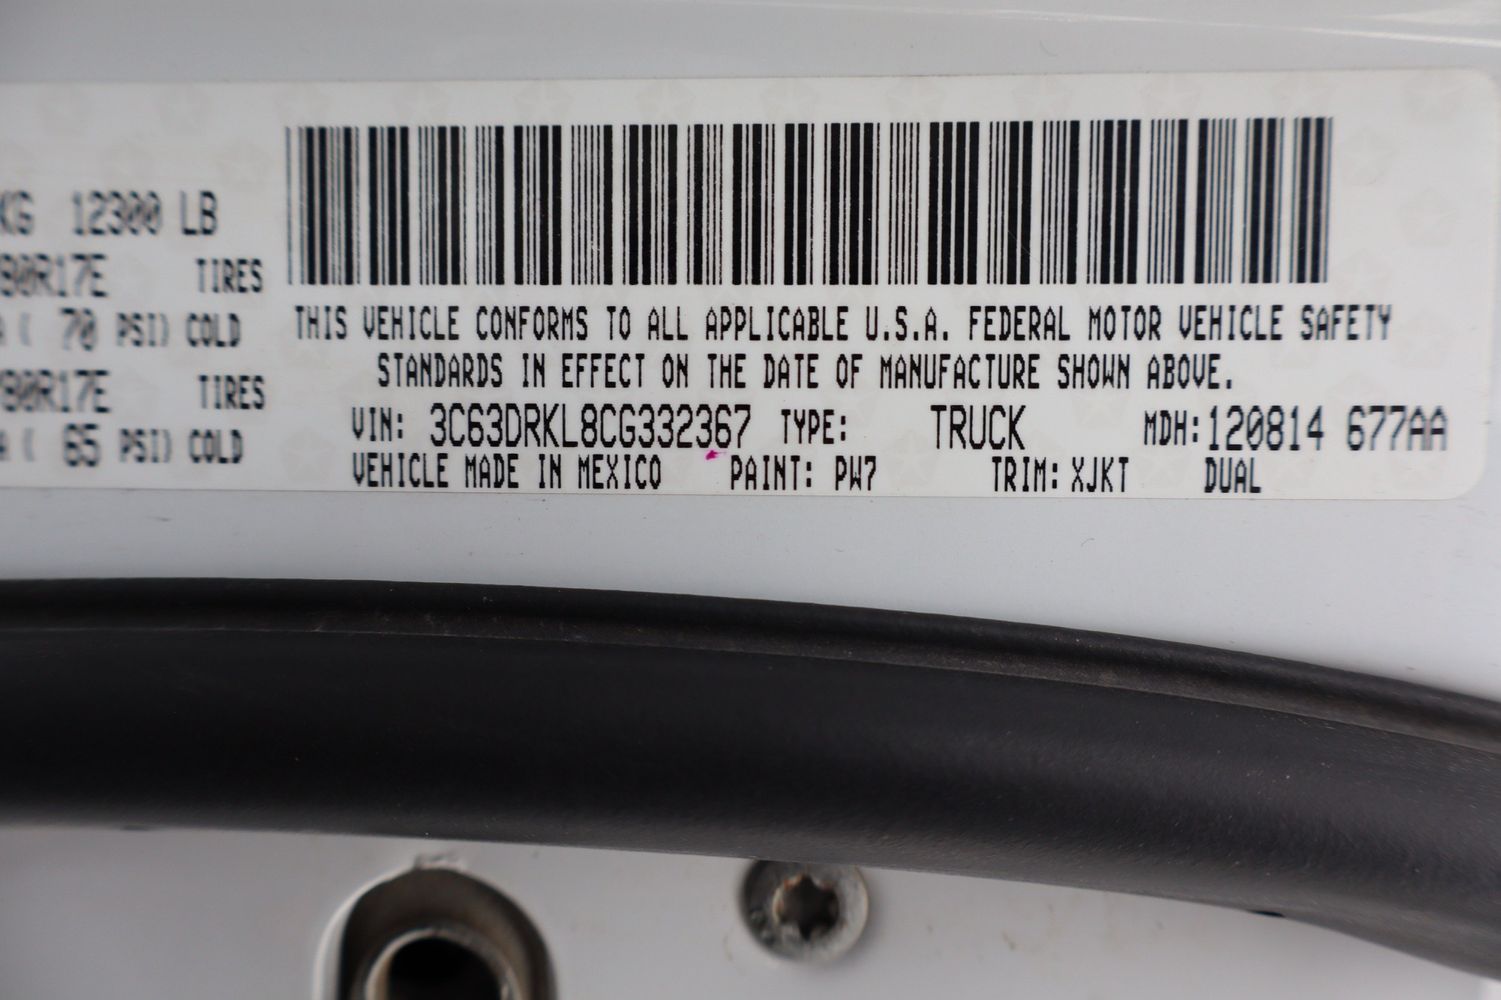 KG 12300 LB
80R17E TIRES
( 70 PSI) COLD
80R17E TIRES
( 65 PSI) COLD
THIS VEHICLE CONFORMS TO ALL APPLICABLE U.S.A. FEDERAL MOTOR VEHICLE SAFETY
STANDARDS IN EFFECT ON THE DATE OF MANUFACTURE SHOWN ABOVE.
VIN: 3C63DRKL8CG332367 TYPE: TRUCK MDH:120814 677AA
VEHICLE MADE IN MEXICO PAINT: PW7 TRIM: XJKT DUAL